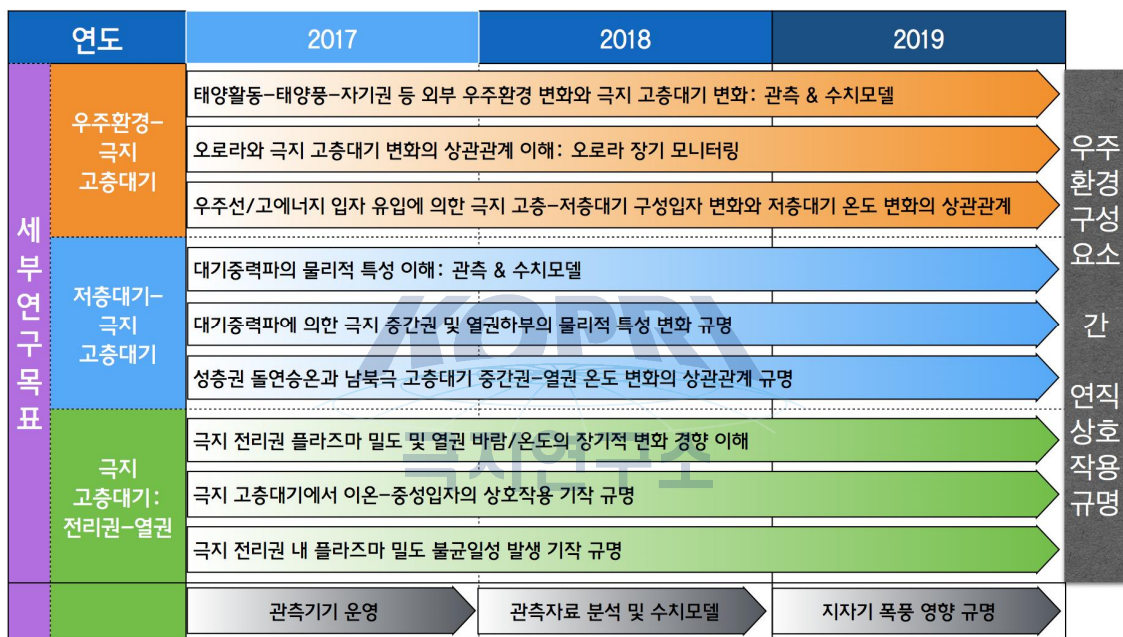 연도
2017
2018
2019
세부연구목표
우주환경-
극지
고층대기
태양활동-태양풍-자기권 등 외부 우주환경 변화와 극지 고층대기 변화: 관측 & 수치모델
오로라와 극지 고층대기 변화의 상관관계 이해: 오로라 장기 모니터링
우주선/고에너지 입자 유입에 의한 극지 고층-저층대기 구성입자 변화와 저층대기 온도 변화의 상관관계
저층대기-
극지
고층대기
대기중력파의 물리적 특성 이해: 관측 & 수치모델
대기중력파에 의한 극지 중간권 및 열권하부의 물리적 특성 변화 규명
성층권 돌연승온과 남북극 고층대기 중간권-열권 온도 변화의 상관관계 규명
극지
고층대기:
전리권-열권
극지 전리권 플라즈마 밀도 및 열권 바람/온도의 장기적 변화 경향 이해
극지 고층대기에서 이온-중성입자의 상호작용 기작 규명
극지 전리권 내 플라즈마 밀도 불균일성 발생 기작 규명
관측기기 운영
관측자료 분석 및 수치모델
지자기 폭풍 영향 규명
우주
환경
구성
요소
간
연직
상호
작용
규명
KOPRI
극지연구소